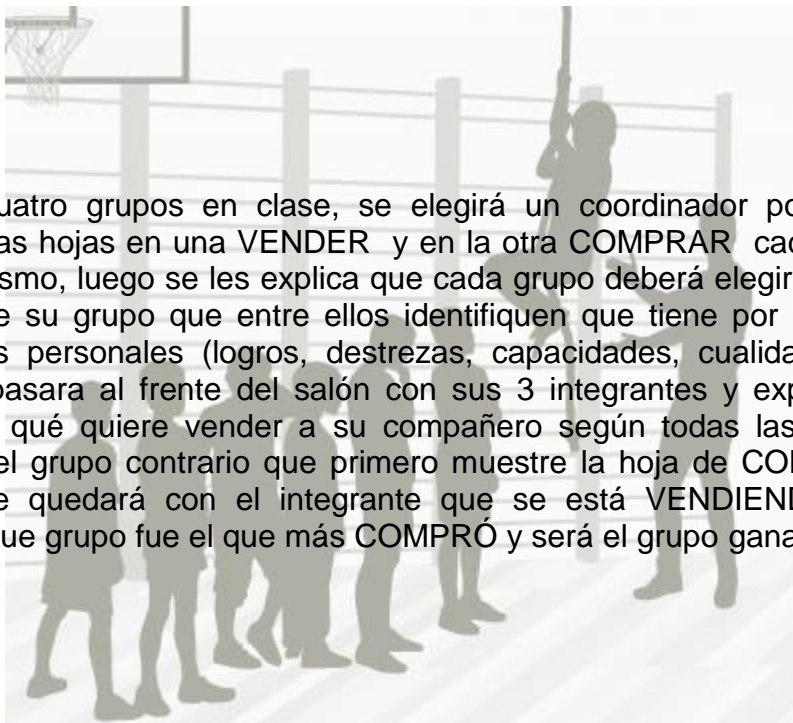 uatro grupos en clase, se elegirá un coordinador po
as hojas en una VENDER y en la otra COMPRAR cad
smo, luego se les explica que cada grupo deberá elegir
e su grupo que entre ellos identifiquen que tiene por
s personales (logros, destrezas, capacidades, cualida
pasara al frente del salón con sus 3 integrantes y exp
qué quiere vender a su compañero según todas las
el grupo contrario que primero muestre la hoja de CO
e quedará con el integrante que se está VENDIEND
ue grupo fue el que más COMPRÓ y será el grupo gana